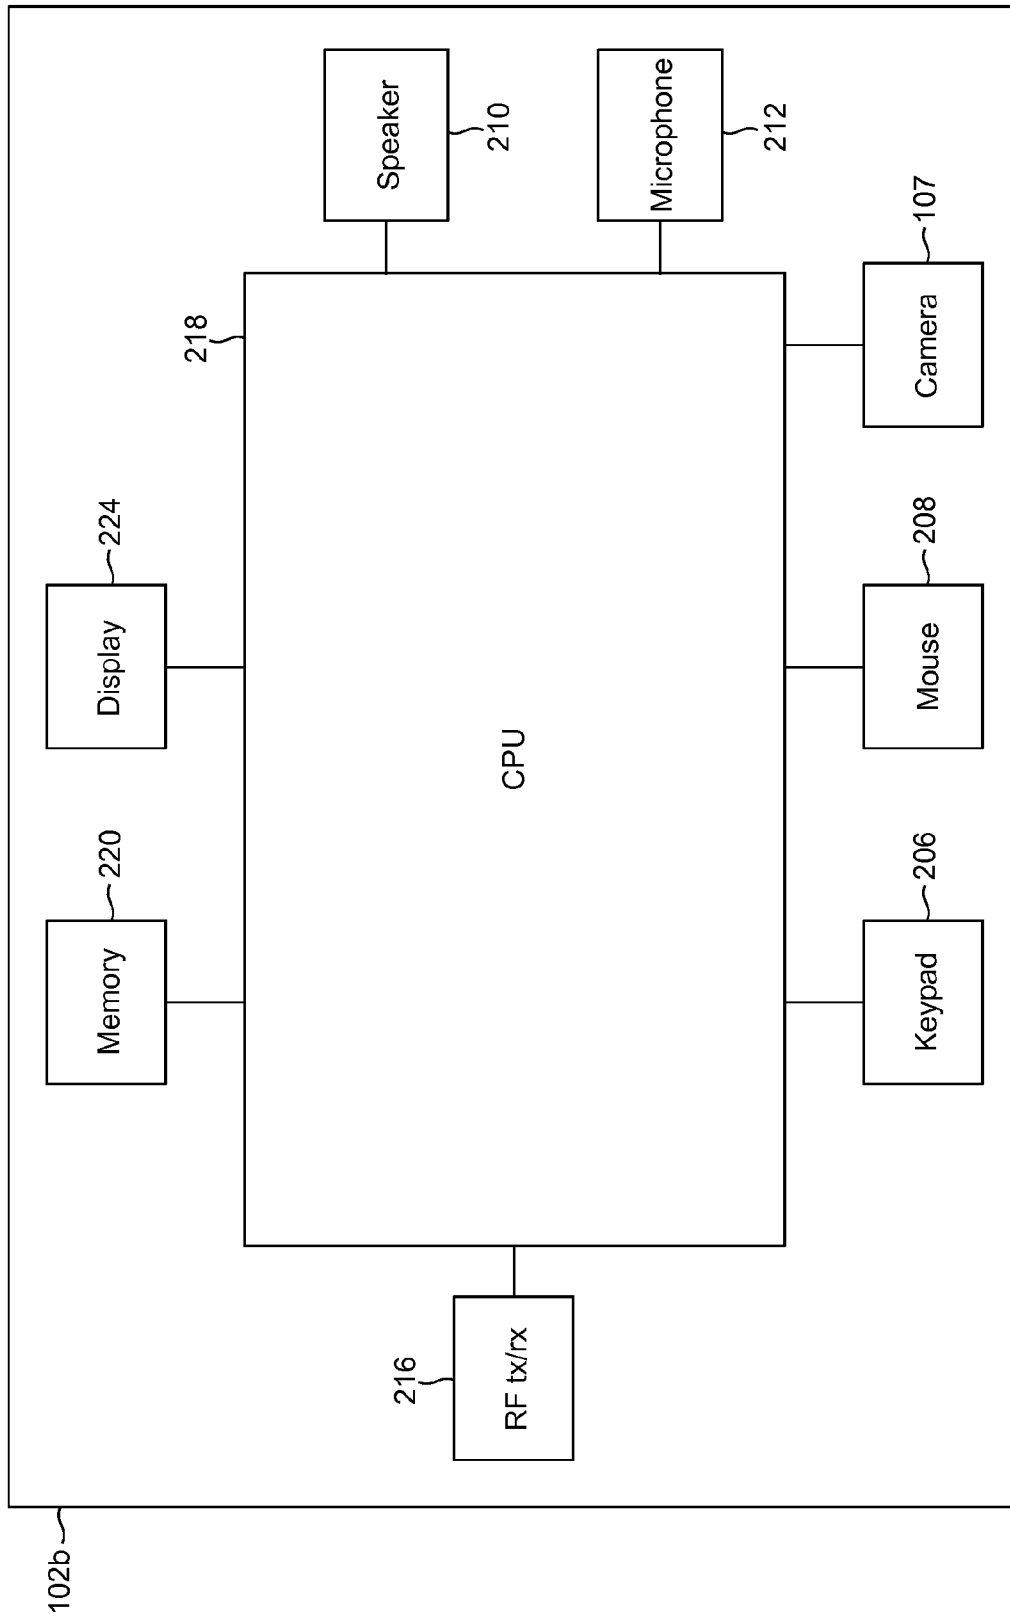 102b
Memory
220
Display
224
218
Speaker
210
Microphone
212
CPU
216
RF tx/rx
Keypad
206
Mouse
208
Camera
107